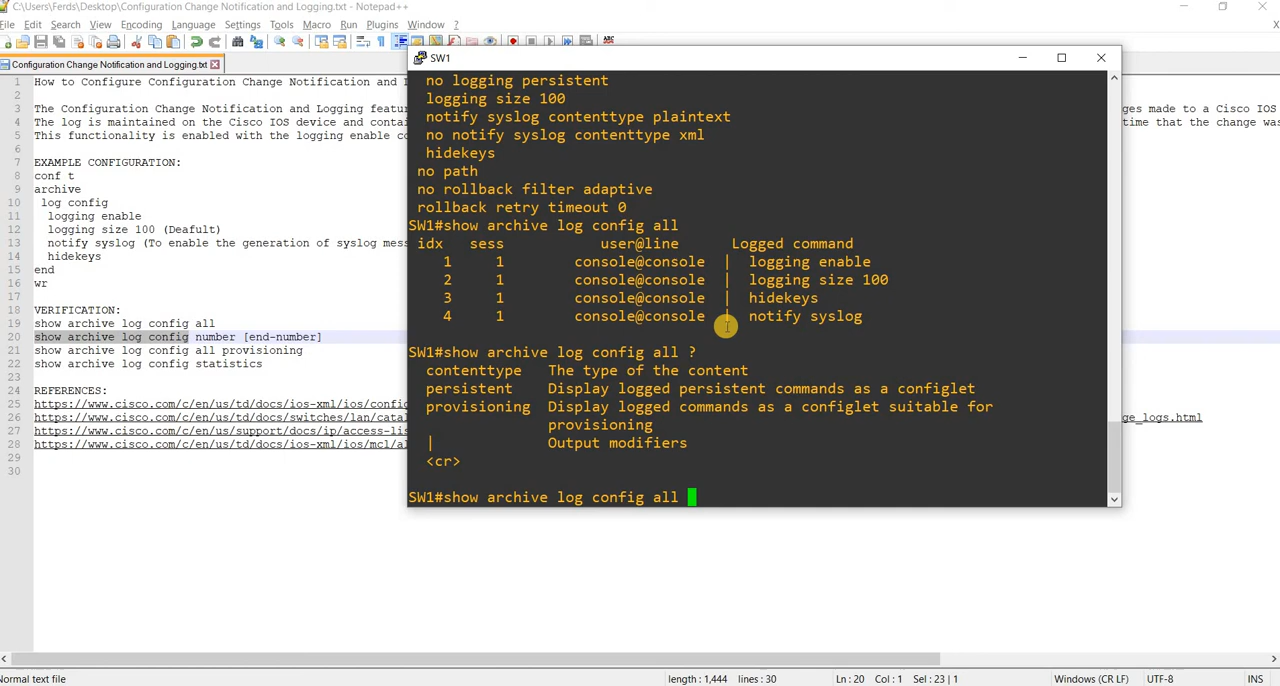 C:\Users\Ferds\Desktop\Configuration Change Notification and Logging.txt - Notepad++
File Edit Search View Encoding Language Settings Tools Macro Run Plugins Window ?
Configuration Change Notification and Logging.txt
1 How to Configure Configuration Change Notification and
2
3 The Configuration Change Notification and Logging featur ges made to a Cisco IOS
4 The log is maintained on the Cisco IOS device and contai time that the change was
5 This functionality is enabled with the logging enable co
6
7 EXAMPLE CONFIGURATION:
8 conf t
9 archive
10 log config
11 logging enable
12 logging size 100 (Deafult)
13 notify syslog (To enable the generation of syslog mess
14 hidekeys
15 end
16 wr
17
18 VERIFICATION:
19 show archive log config all
20 show archive log config number [end-number]
21 show archive log config all provisioning
22 show archive log config statistics
23
24 REFERENCES:
25 https://www.cisco.com/c/en/us/td/docs/ios-xml/ios/config
26 https://www.cisco.com/c/en/us/td/docs/switches/lan/catal ge_logs.html
27 https://www.cisco.com/c/en/us/support/docs/ip/access-lis
28 https://www.cisco.com/c/en/us/td/docs/ios-xml/ios/mcl/al
29
30
SW1
no logging persistent
logging size 100
notify syslog contenttype plaintext
no notify syslog contenttype xml
hidekeys
no path
no rollback filter adaptive
rollback retry timeout 0
SW1#show archive log config all
idx sess user@line Logged command
1 1 console@console | logging enable
2 1 console@console | logging size 100
3 1 console@console | hidekeys
4 1 console@console | notify syslog
SW1#show archive log config all ?
contenttype The type of the content
persistent Display logged persistent commands as a configlet
provisioning Display logged commands as a configlet suitable for
provisioning
| Output modifiers
<cr>
SW1#show archive log config all
Normal text file length : 1,444 lines : 30 Ln : 20 Col : 1 Sel : 23 | 1 Windows (CR LF) UTF-8 INS